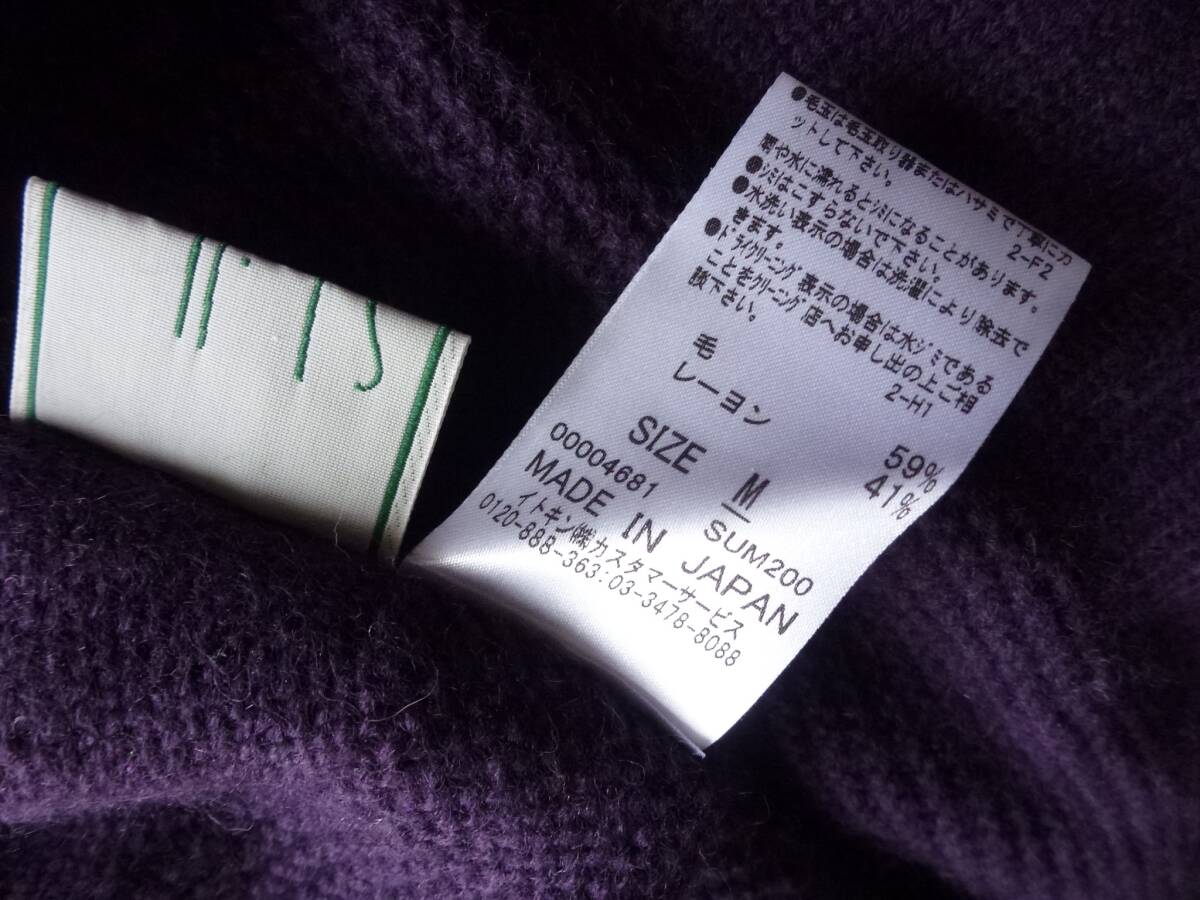 ●毛玉は毛玉取り器またはハサミで丁寧にカ
ットして下さい。 2-F2
雨や水に濡れるとシミになることがあります。
●シミはこすらないで下さい。
●水洗い表示の場合は洗濯により除去で
きます。
●ドライクリーニング表示の場合は水ジミである
ことをクリーニング店へお申し出の上ご相
談下さい。 2-H1
毛 59%
レーヨン 41%
SIZE M
00004681 SUM200
MADE IN JAPAN
イトキン㈱カスタマーサービス
0120-888-363:03-3478-8088